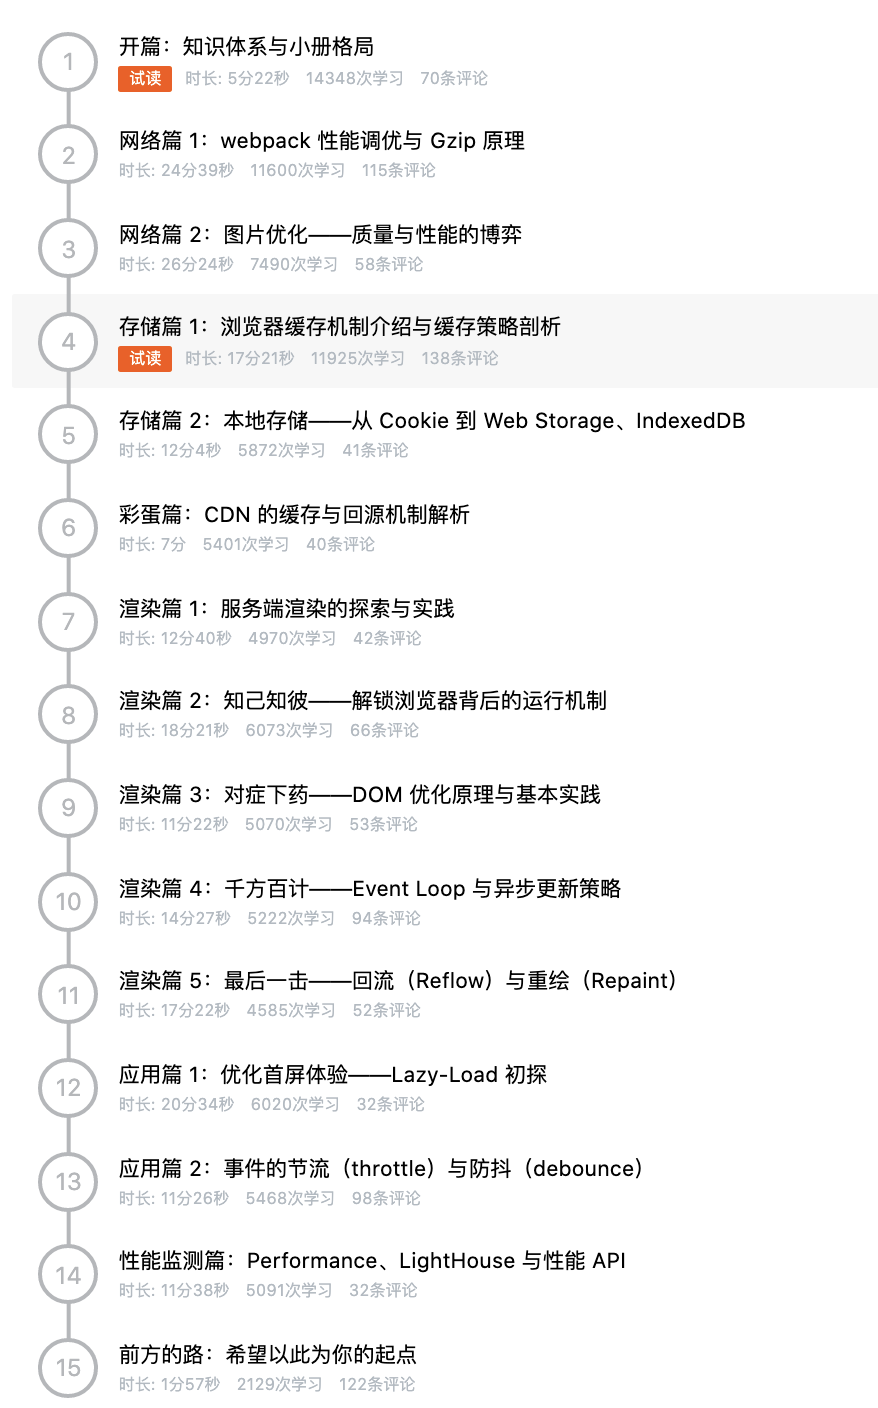 1
开篇：知识体系与小册格局
试读 时长: 5分22秒 14348次学习 70条评论
2
网络篇 1：webpack 性能调优与 Gzip 原理
时长: 24分39秒 11600次学习 115条评论
3
网络篇 2：图片优化——质量与性能的博弈
时长: 26分24秒 7490次学习 58条评论
4
存储篇 1：浏览器缓存机制介绍与缓存策略剖析
试读 时长: 17分21秒 11925次学习 138条评论
5
存储篇 2：本地存储——从 Cookie 到 Web Storage、IndexedDB
时长: 12分4秒 5872次学习 41条评论
6
彩蛋篇：CDN 的缓存与回源机制解析
时长: 7分 5401次学习 40条评论
7
渲染篇 1：服务端渲染的探索与实践
时长: 12分40秒 4970次学习 42条评论
8
渲染篇 2：知己知彼——解锁浏览器背后的运行机制
时长: 18分21秒 6073次学习 66条评论
9
渲染篇 3：对症下药——DOM 优化原理与基本实践
时长: 11分22秒 5070次学习 53条评论
10
渲染篇 4：千方百计——Event Loop 与异步更新策略
时长: 14分27秒 5222次学习 94条评论
11
渲染篇 5：最后一击——回流（Reflow）与重绘（Repaint）
时长: 17分22秒 4585次学习 52条评论
12
应用篇 1：优化首屏体验——Lazy-Load 初探
时长: 20分34秒 6020次学习 32条评论
13
应用篇 2：事件的节流（throttle）与防抖（debounce）
时长: 11分26秒 5468次学习 98条评论
14
性能监测篇：Performance、LightHouse 与性能 API
时长: 11分38秒 5091次学习 32条评论
15
前方的路：希望以此为你的起点
时长: 1分57秒 2129次学习 122条评论